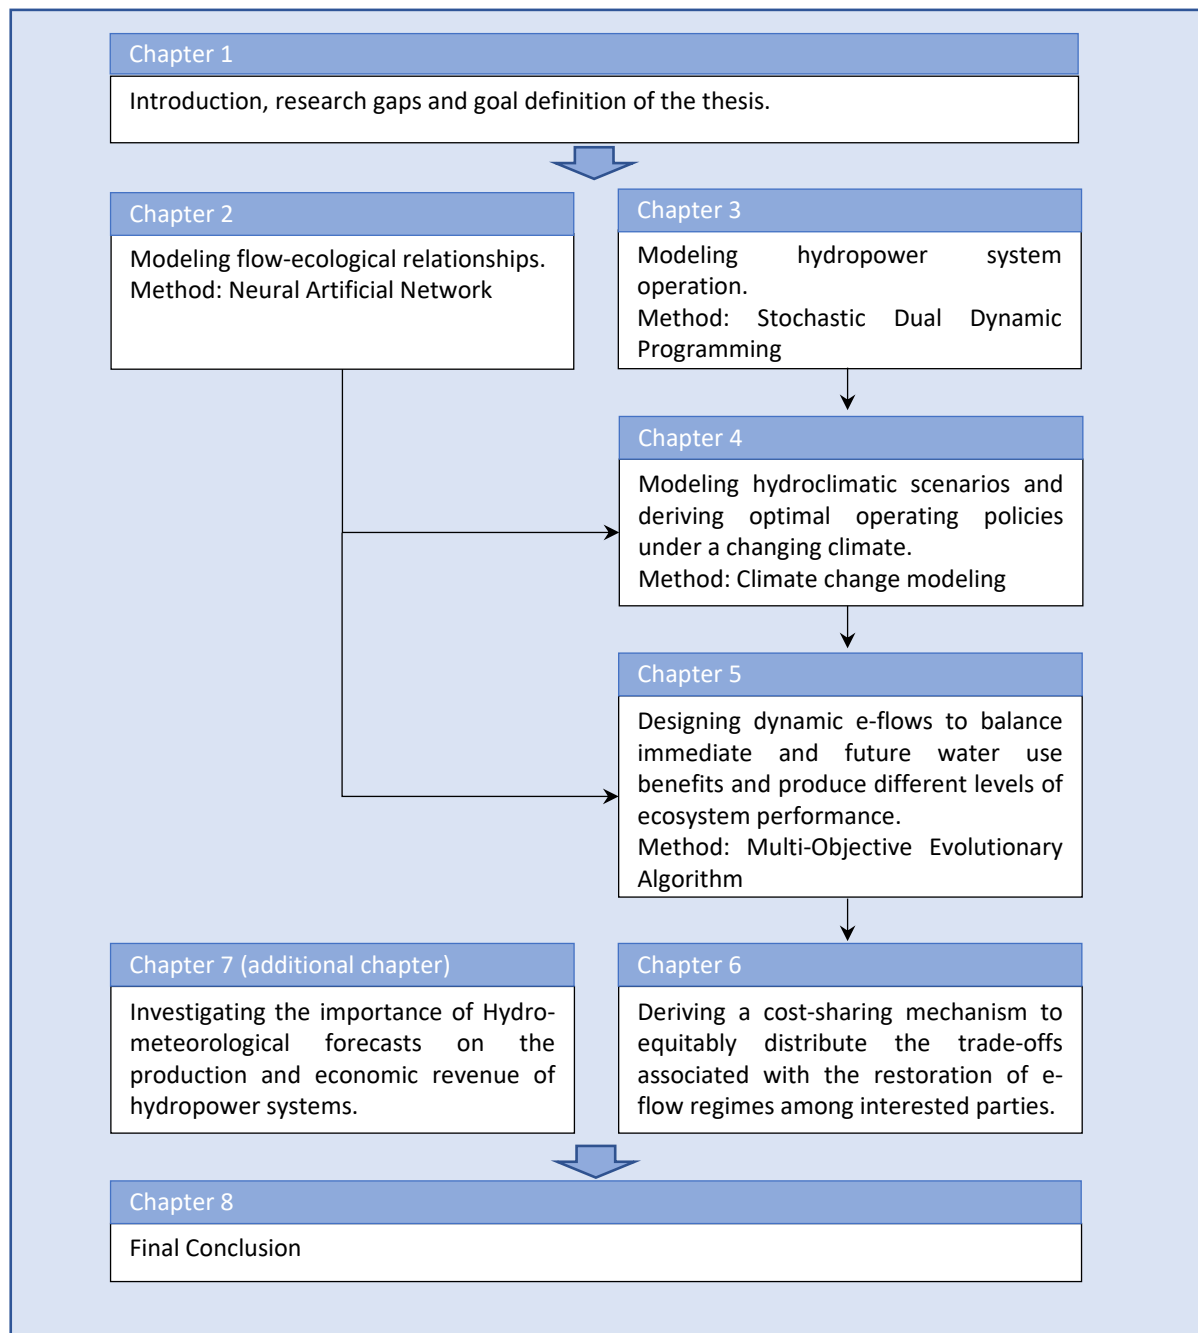 Chapter 1
Introduction, research gaps and goal definition of the thesis.
Chapter 2
Modeling flow-ecological relationships.
Method: Neural Artificial Network
Chapter 3
Modeling hydropower system
operation.
Method: Stochastic Dual Dynamic
Programming
Chapter 4
Modeling hydroclimatic scenarios and
deriving optimal operating policies
under a changing climate.
Method: Climate change modeling
Chapter 5
Designing dynamic e-flows to balance
immediate and future water use
benefits and produce different levels of
ecosystem performance.
Method: Multi-Objective Evolutionary
Algorithm
Chapter 7 (additional chapter)
Investigating the importance of Hydro-
meteorological forecasts on the
production and economic revenue of
hydropower systems.
Chapter 6
Deriving a cost-sharing mechanism to
equitably distribute the trade-offs
associated with the restoration of e-
flow regimes among interested parties.
Chapter 8
Final Conclusion